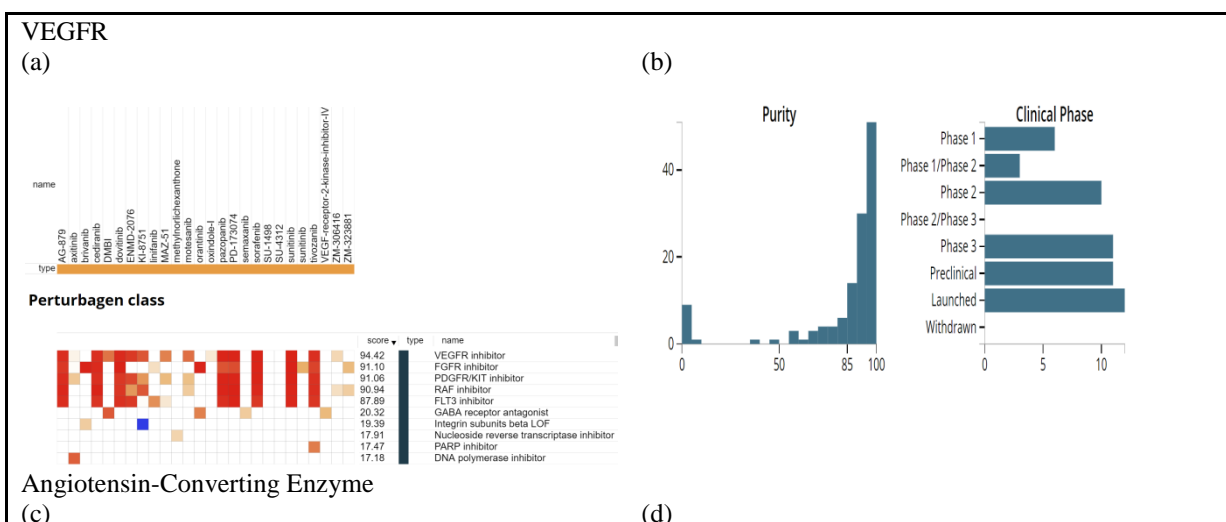 VEGFR
(a)
(b)
name
AG-879
axitinib
brivanib
cediranib
DMBI
dovitinib
ENMD-2076
KI-8751
linifanib
MAZ-51
methylnorlichexanthone
motesanib
orantinib
oxindole-I
pazopanib
PD-173074
semaxanib
sorafenib
SU-1498
SU-4312
sunitinib
sunitinib
tivozanib
VEGF-receptor-2-kinase-inhibitor-IV
ZM-306416
ZM-323881
type
Perturbagen class
score type name
94.42 VEGFR inhibitor
91.10 FGFR inhibitor
91.06 PDGFR/KIT inhibitor
90.94 RAF inhibitor
87.89 FLT3 inhibitor
20.32 GABA receptor antagonist
19.39 Integrin subunits beta LOF
17.91 Nucleoside reverse transcriptase inhibitor
17.47 PARP inhibitor
17.18 DNA polymerase inhibitor
Purity
40
20
0
0 50 85 100
Clinical Phase
Phase 1
Phase 1/Phase 2
Phase 2
Phase 2/Phase 3
Phase 3
Preclinical
Launched
Withdrawn
0 5 10
Angiotensin-Converting Enzyme
(c)
(d)